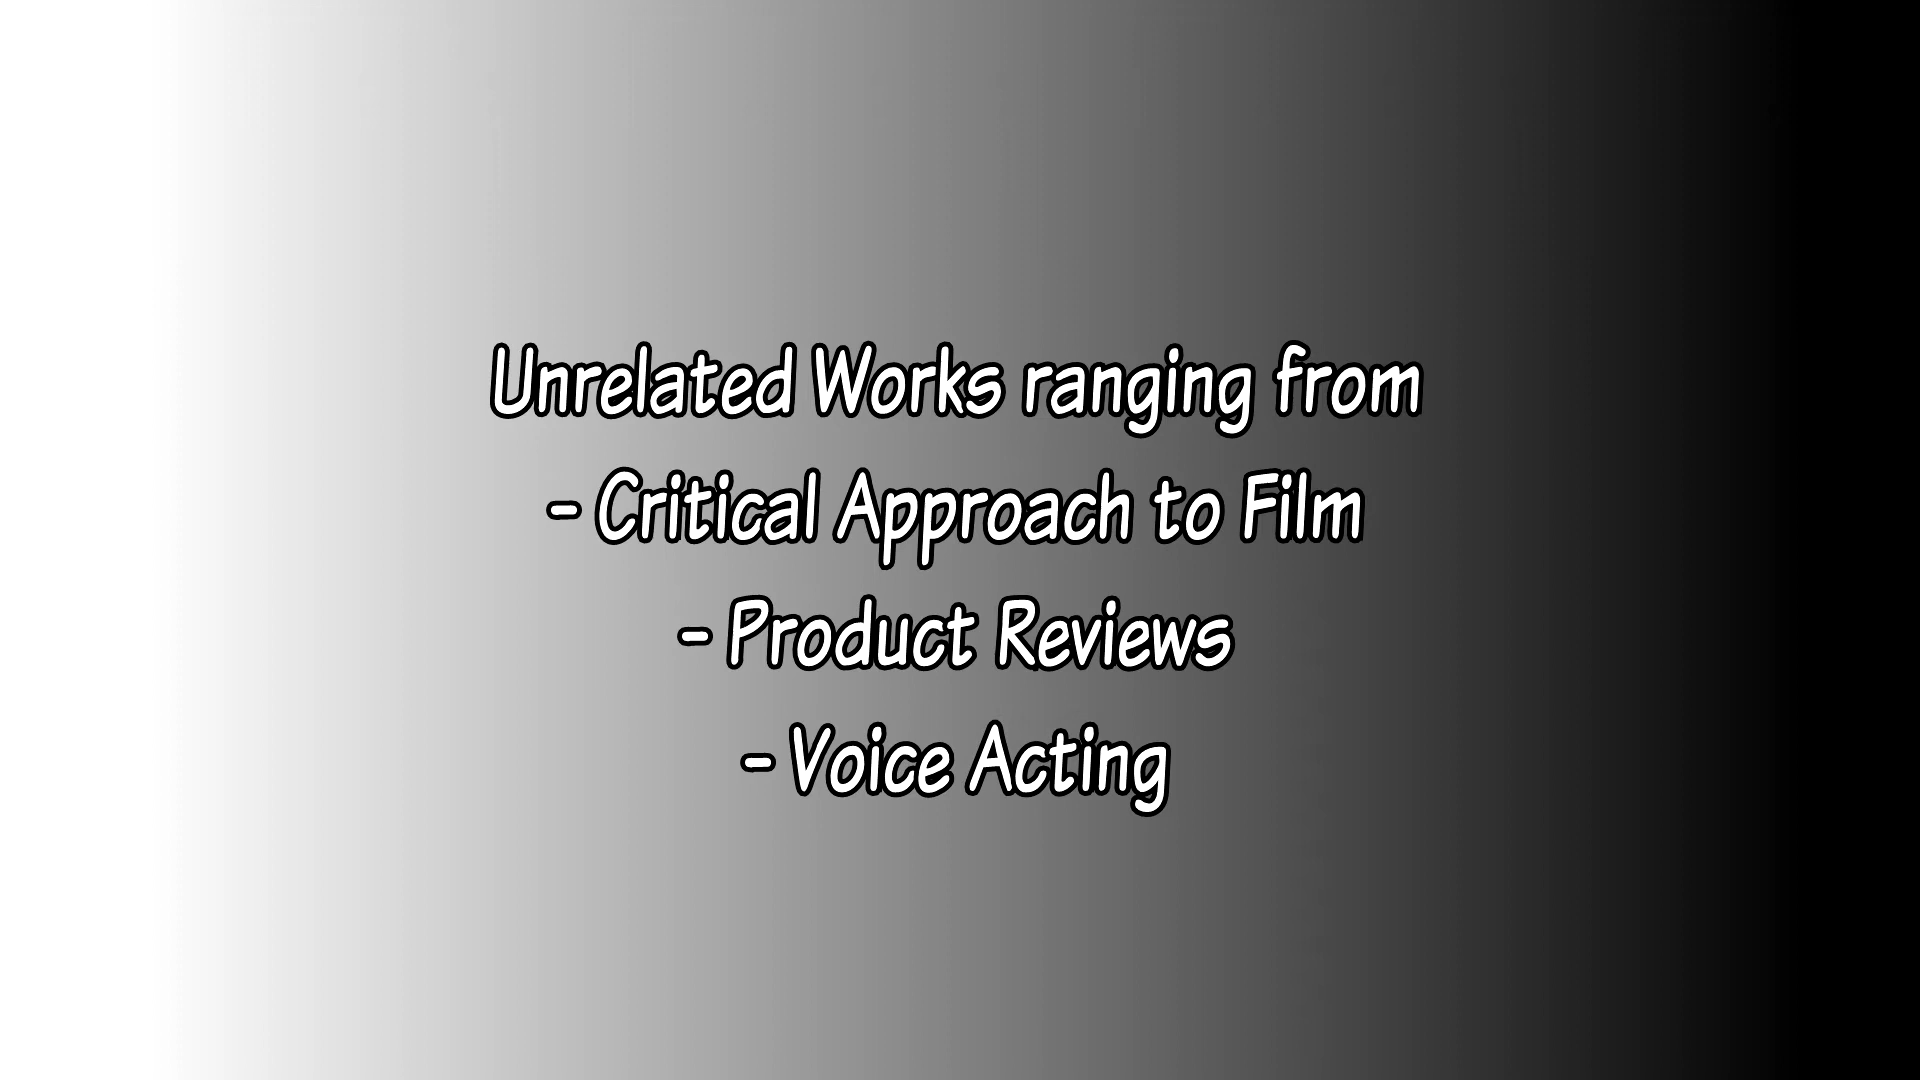 Unrelated Works ranging from
- Critical Approach to Film
- Product Reviews
- Voice Acting